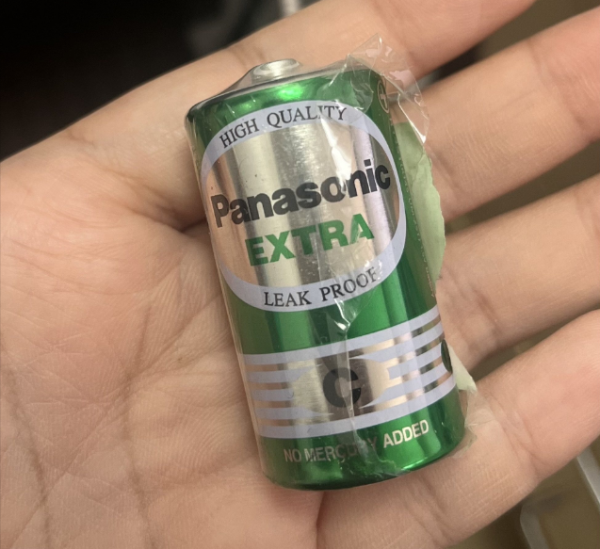 HIGH QUALITY
Panasonic
EXTRA
LEAK PROOF
C
NO MERCURY ADDED